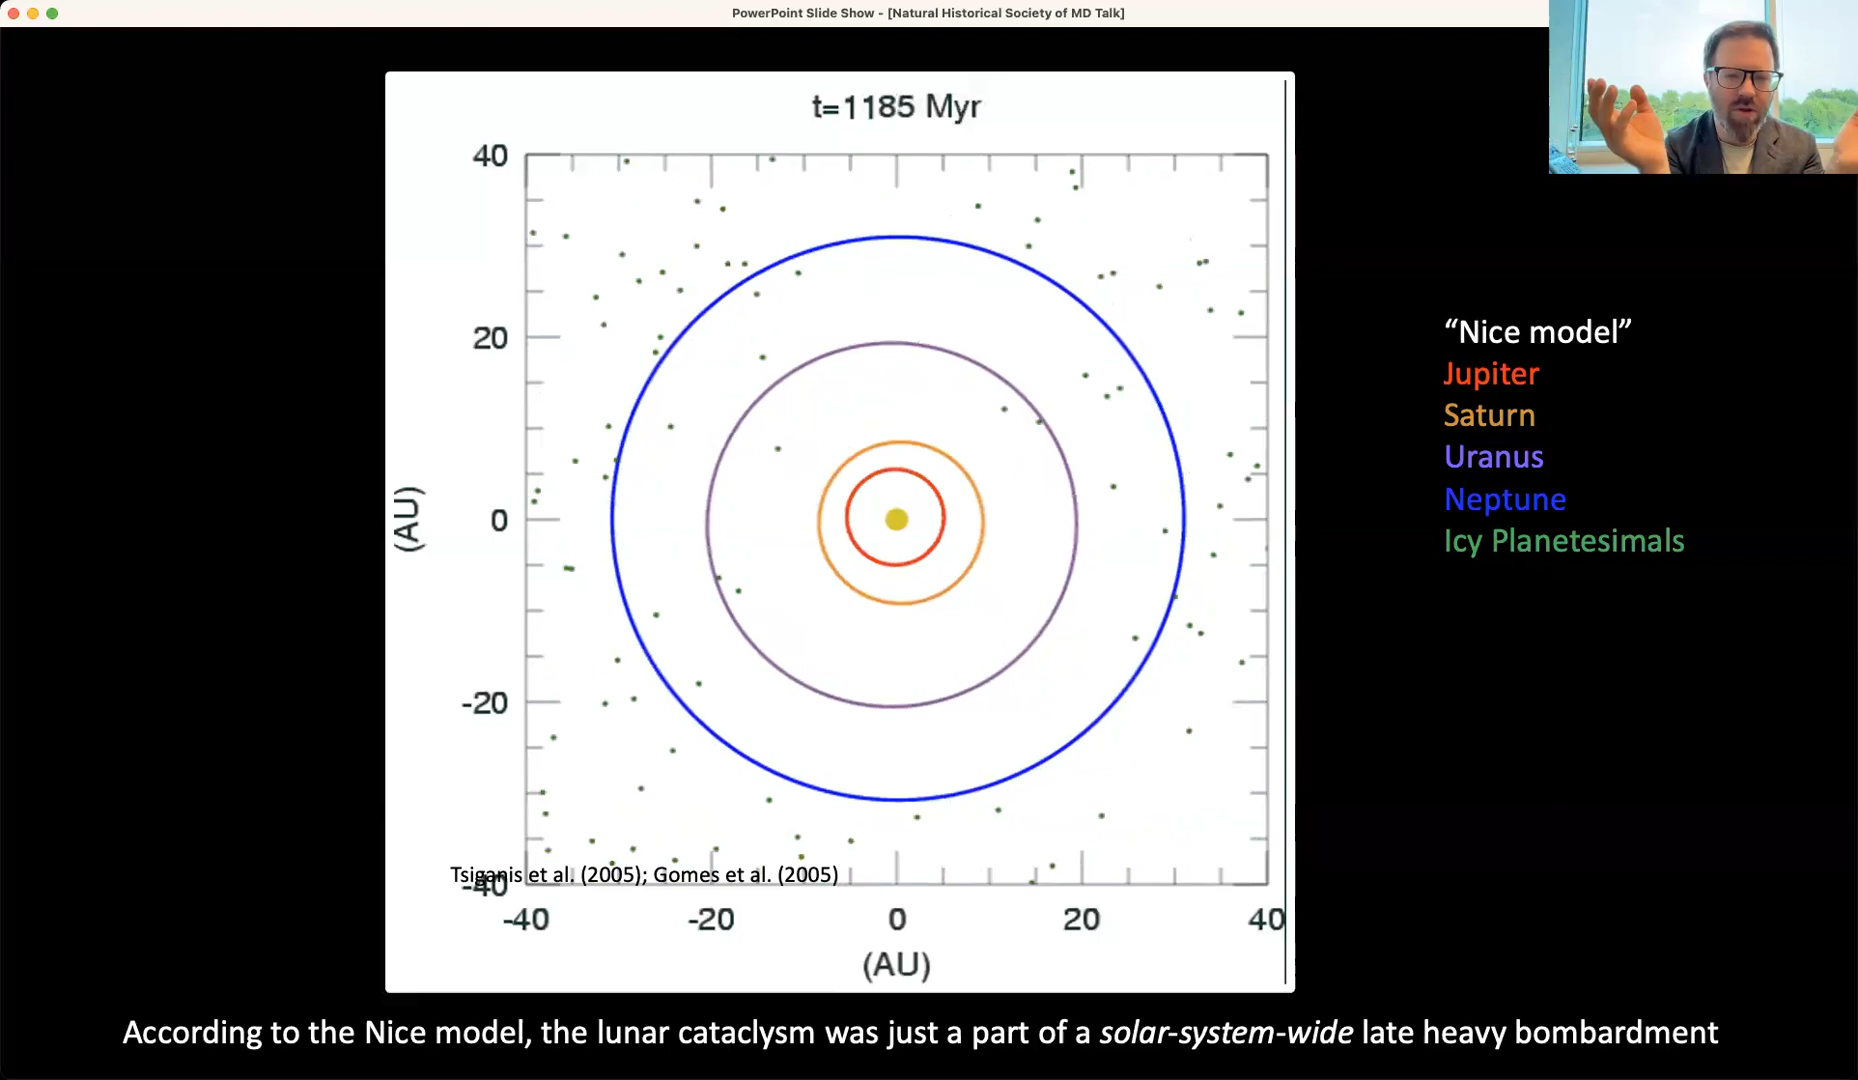 PowerPoint Slide Show - [Natural Historical Society of MD Talk]
t=1185 Myr
40
20
0
-20
-40
(AU)
-40 -20 0 20 40
(AU)
Tsiganis et al. (2005); Gomes et al. (2005)
“Nice model”
Jupiter
Saturn
Uranus
Neptune
Icy Planetesimals
According to the Nice model, the lunar cataclysm was just a part of a solar-system-wide late heavy bombardment